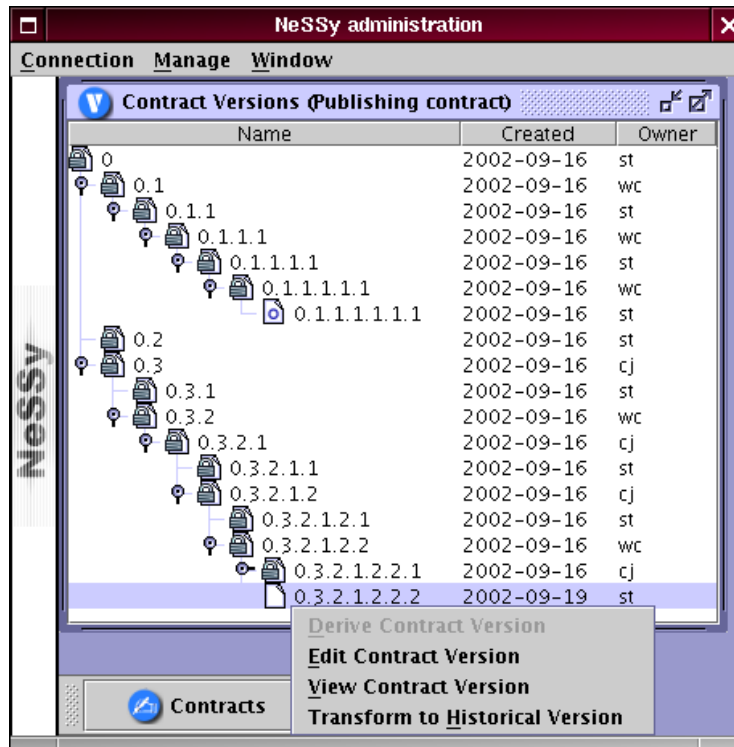 NeSSy administration
Connection Manage Window
Contract Versions (Publishing contract)
Name Created Owner
0 2002-09-16 st
0.1 2002-09-16 wc
0.1.1 2002-09-16 st
0.1.1.1 2002-09-16 wc
0.1.1.1.1 2002-09-16 st
0.1.1.1.1.1 2002-09-16 wc
0.1.1.1.1.1.1 2002-09-16 st
0.2 2002-09-16 st
0.3 2002-09-16 cj
0.3.1 2002-09-16 st
0.3.2 2002-09-16 wc
0.3.2.1 2002-09-16 cj
0.3.2.1.1 2002-09-16 st
0.3.2.1.2 2002-09-16 cj
0.3.2.1.2.1 2002-09-16 st
0.3.2.1.2.2 2002-09-16 wc
0.3.2.1.2.2.1 2002-09-16 cj
0.3.2.1.2.2.2 2002-09-19 st
Derive Contract Version
Edit Contract Version
View Contract Version
Transform to Historical Version
Contracts
NeSSy